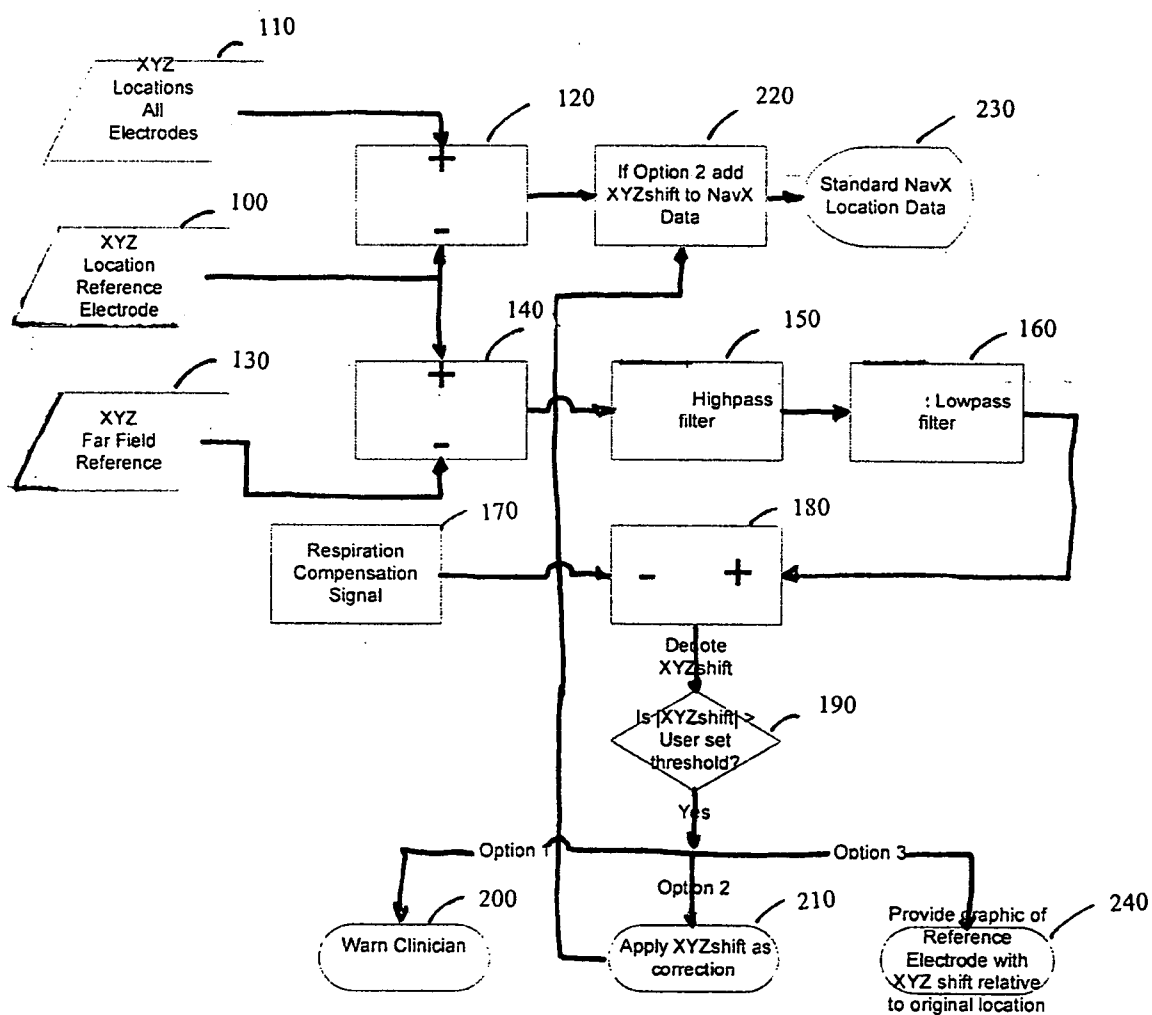 110
XYZ
Locations
All
Electrodes
120
+
-
220
If Option 2 add
XYZshift to NavX
Data
230
Standard NavX
Location Data
100
XYZ
Location
Reference
Electrode
130
XYZ
Far Field
Reference
140
+
-
150
Highpass
filter
160
: Lowpass
filter
170
Respiration
Compensation
Signal
180
- +
Denote
XYZshift
190
Is |XYZshift| >
User set
threshold?
Yes
Option 1
Option 2
Option 3
200
Warn Clinician
210
Apply XYZshift as
correction
240
Provide graphic of
Reference
Electrode with
XYZ shift relative
to original location